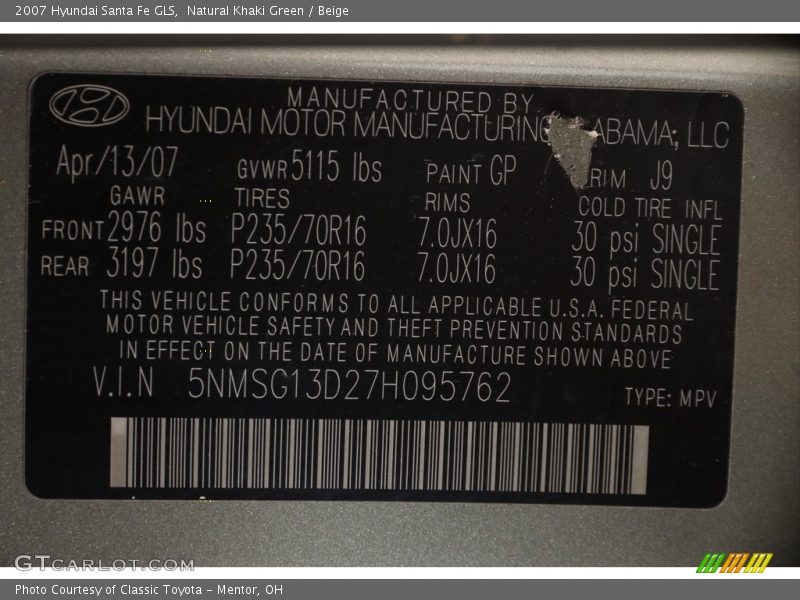 2007 Hyundai Santa Fe GLS,  Natural Khaki Green / Beige
MANUFACTURED BY
HYUNDAI MOTOR MANUFACTURING ABAMA, LLC
Apr/13/07 GVWR 5115 lbs PAINT GP RIM J9
GAWR TIRES RIMS COLD TIRE INFL
FRONT 2976 lbs P235/70R16 7.0JX16 30 psi SINGLE
REAR 3197 lbs P235/70R16 7.0JX16 30 psi SINGLE
THIS VEHICLE CONFORMS TO ALL APPLICABLE U.S.A. FEDERAL
MOTOR VEHICLE SAFETY AND THEFT PREVENTION STANDARDS
IN EFFECT ON THE DATE OF MANUFACTURE SHOWN ABOVE
V.I.N 5NMSG13D27H095762
TYPE: MPV
GTCARLOT.COM
Photo Courtesy of Classic Toyota - Mentor, OH